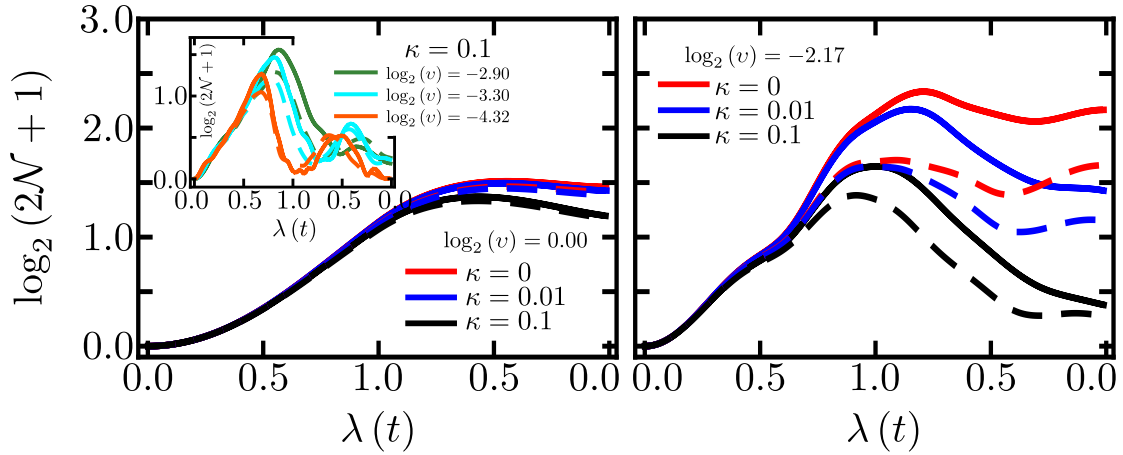 log₂ (2𝒩 + 1)
3.0
2.0
1.0
0.0
0.0 0.5 1.0 0.5 0.0
λ (t)
log₂ (υ) = 0.00
κ = 0
κ = 0.01
κ = 0.1
log₂ (2𝒩 + 1)
1.0
0.0
0.0 0.5 1.0 0.5 0.0
λ (t)
κ = 0.1
log₂ (υ) = −2.90
log₂ (υ) = −3.30
log₂ (υ) = −4.32
log₂ (υ) = −2.17
κ = 0
κ = 0.01
κ = 0.1
0.0 0.5 1.0 0.5 0.0
λ (t)